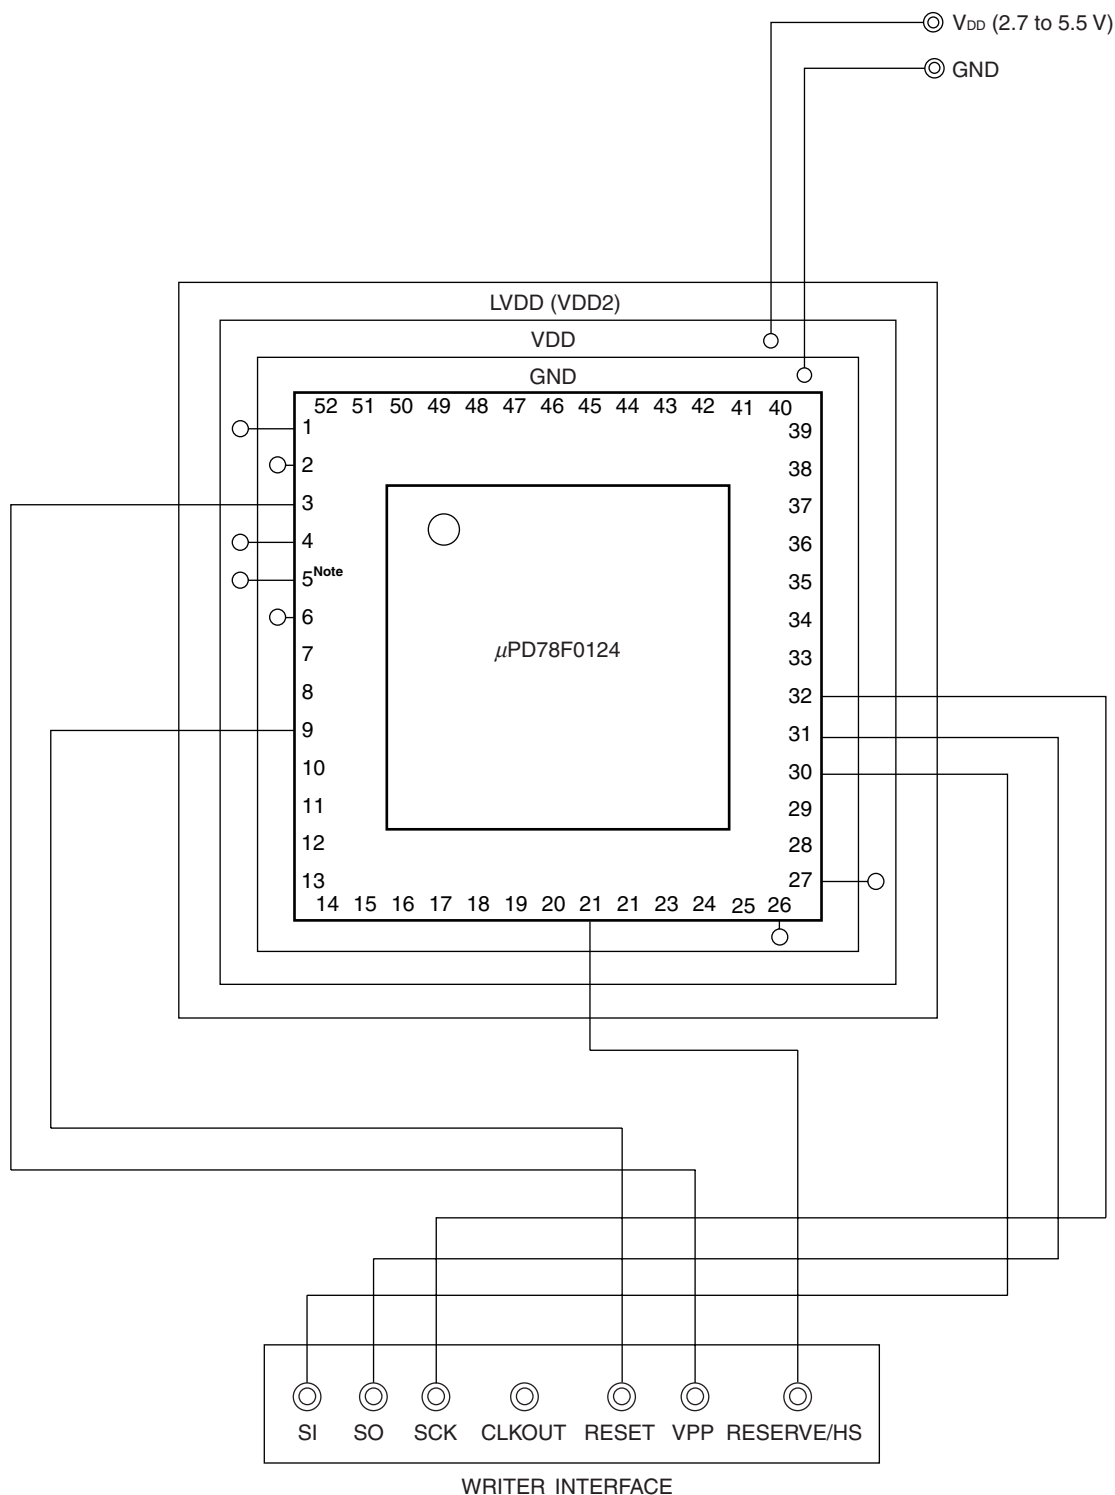 VDD (2.7 to 5.5 V)
GND
LVDD (VDD2)
VDD
GND
52 51 50 49 48 47 46 45 44 43 42 41 40
1
2
3
4
5Note
6
7
8
9
10
11
12
13
39
38
37
36
35
34
33
32
31
30
29
28
27
μPD78F0124
14 15 16 17 18 19 20 21 21 23 24 25 26
SI SO SCK CLKOUT RESET VPP RESERVE/HS
WRITER INTERFACE